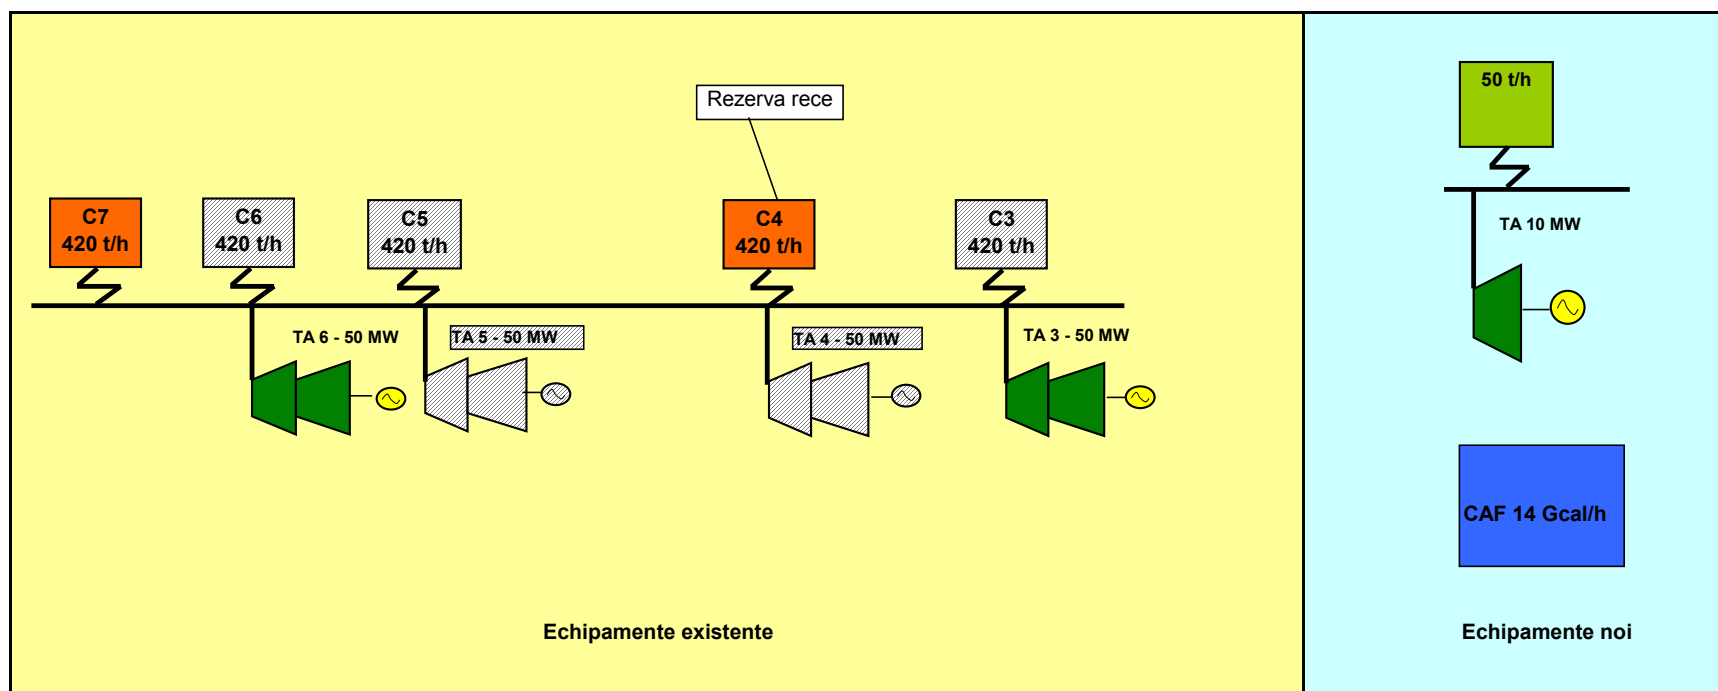 50 t/h
Rezerva rece
C7
420 t/h
C6
420 t/h
C5
420 t/h
C4
420 t/h
C3
420 t/h
TA 10 MW
TA 6 - 50 MW
TA 5 - 50 MW
TA 4 - 50 MW
TA 3 - 50 MW
CAF 14 Gcal/h
Echipamente existente
Echipamente noi